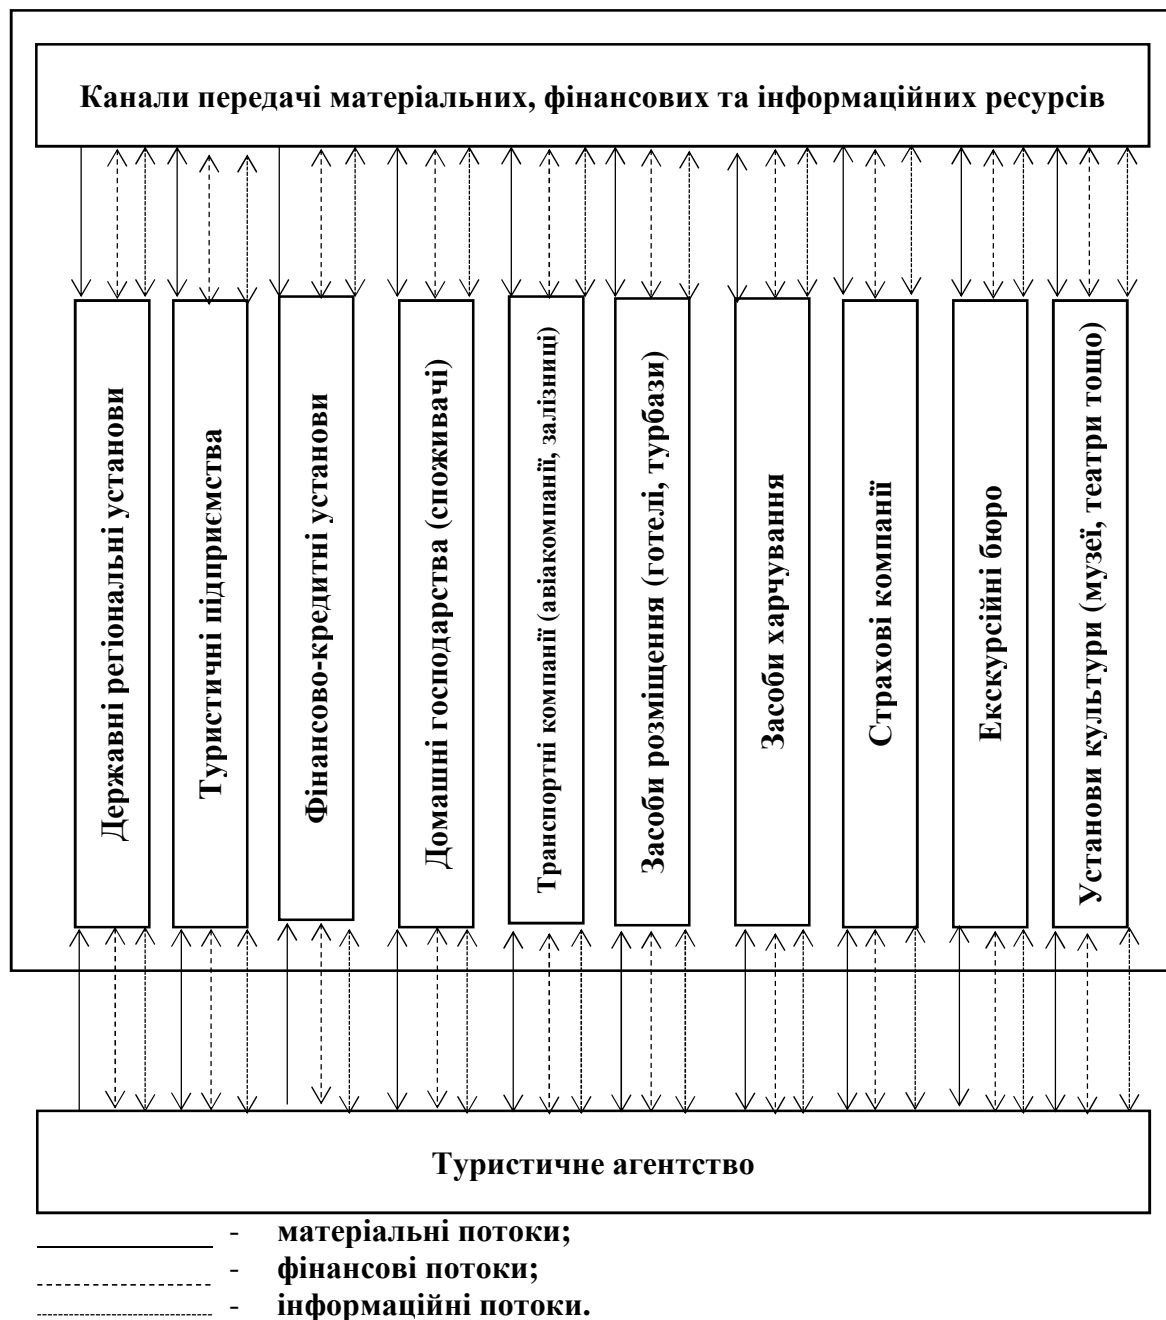 Канали передачі матеріальних, фінансових та інформаційних ресурсів
Державні регіональні установи
Туристичні підприємства
Фінансово-кредитні установи
Домашні господарства (споживачі)
Транспортні компанії (авіакомпанії, залізниці)
Засоби розміщення (готелі, турбази)
Засоби харчування
Страхові компанії
Екскурсійні бюро
Установи культури (музеї, театри тощо)
Туристичне агентство
- матеріальні потоки;
- фінансові потоки;
- інформаційні потоки.